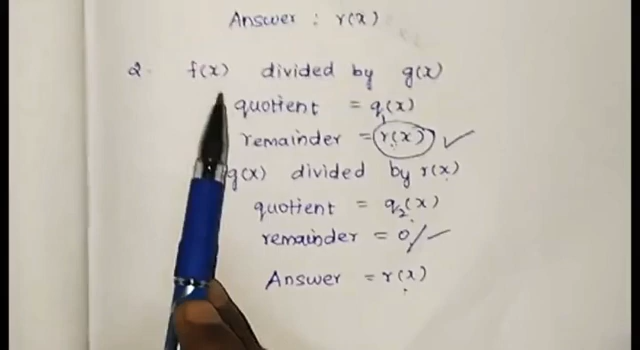 Answer : r(x)
2. f(x) divided by g(x)
quotient = q₁(x)
remainder = r(x) ✓
g(x) divided by r(x)
quotient = q₂(x)
remainder = 0 // ✓
Answer = r(x)